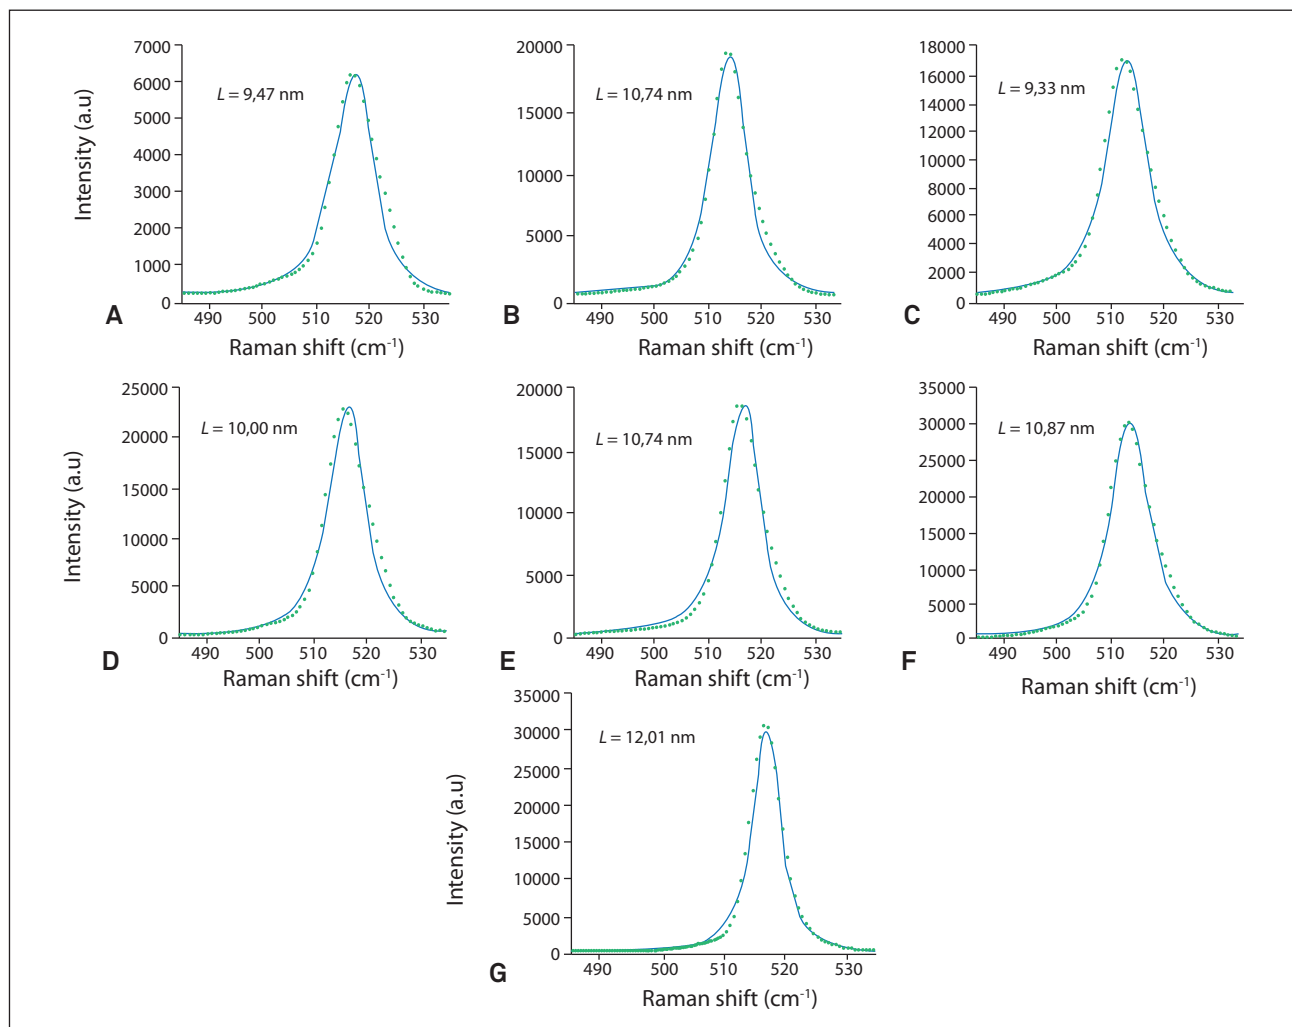 7000
6000
5000
4000
3000
2000
1000
0
Intensity (a.u)
L = 9,47 nm
490 500 510 520 530
A
Raman shift (cm-1)
20000
15000
10000
5000
0
L = 10,74 nm
490 500 510 520 530
B
Raman shift (cm-1)
18000
16000
14000
12000
10000
8000
6000
4000
2000
0
L = 9,33 nm
490 500 510 520 530
C
Raman shift (cm-1)
25000
20000
15000
10000
5000
0
Intensity (a.u)
L = 10,00 nm
490 500 510 520 530
D
Raman shift (cm-1)
20000
15000
10000
5000
0
L = 10,74 nm
490 500 510 520 530
E
Raman shift (cm-1)
35000
30000
25000
20000
15000
10000
5000
0
L = 10,87 nm
490 500 510 520 530
F
Raman shift (cm-1)
35000
30000
25000
20000
15000
10000
5000
0
Intensity (a.u)
L = 12,01 nm
490 500 510 520 530
G
Raman shift (cm-1)